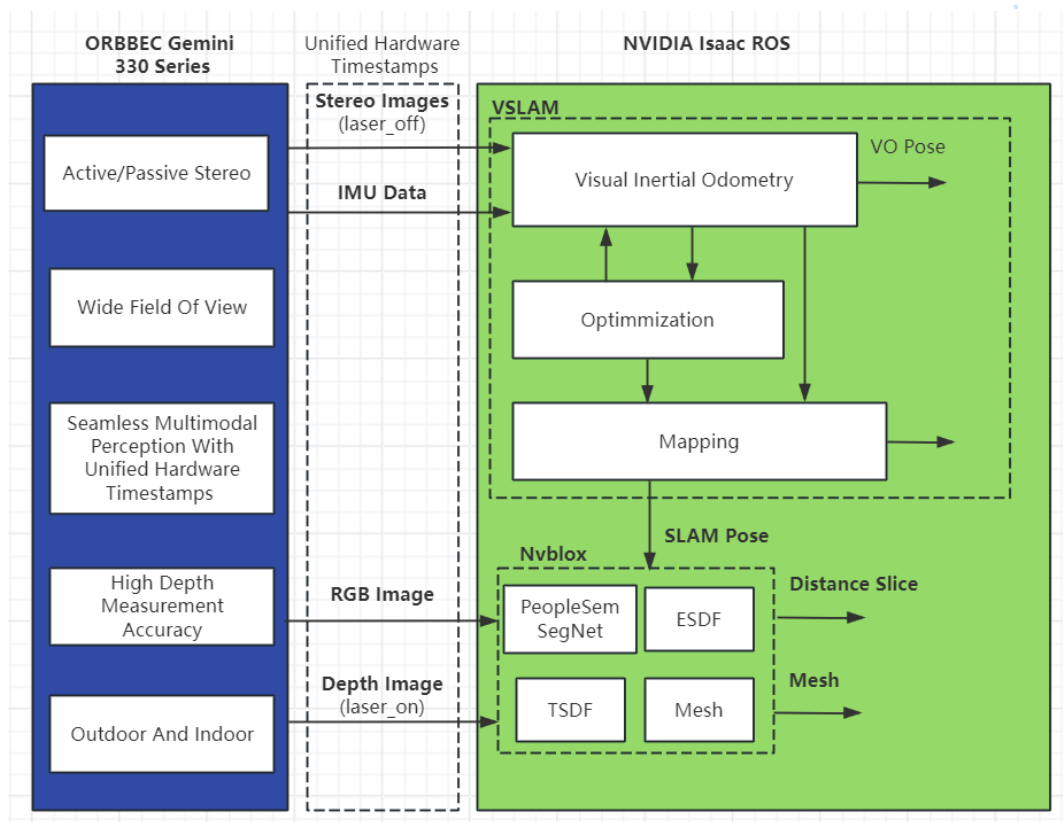 ORBBEC Gemini
330 Series
Unified Hardware
Timestamps
NVIDIA Isaac ROS
Active/Passive Stereo
Wide Field Of View
Seamless Multimodal
Perception With
Unified Hardware
Timestamps
High Depth
Measurement
Accuracy
Outdoor And Indoor
Stereo Images
(laser_off)
IMU Data
RGB Image
Depth Image
(laser_on)
VSLAM
Visual Inertial Odometry
VO Pose
Optimmization
Mapping
SLAM Pose
Nvblox
PeopleSem
SegNet
ESDF
TSDF
Mesh
Distance Slice
Mesh